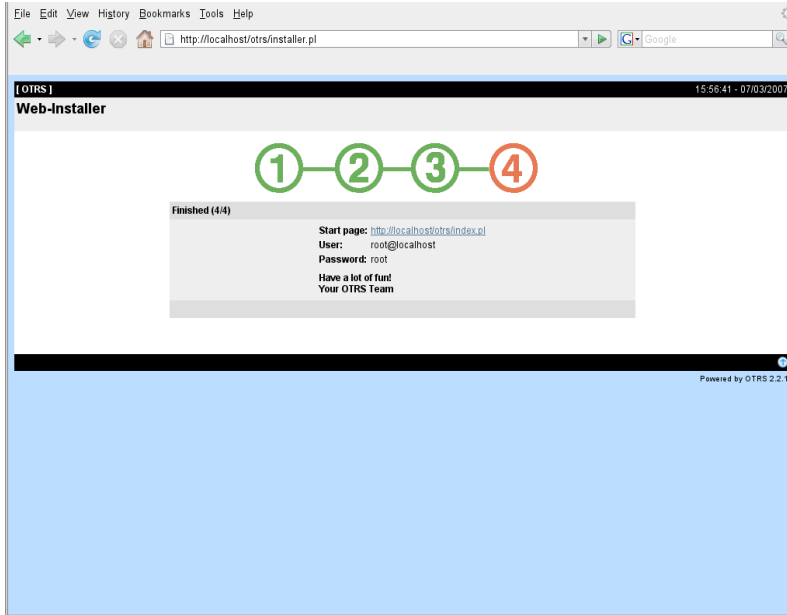 File Edit View History Bookmarks Tools Help
http://localhost/otrs/installer.pl
G Google
[ OTRS ] 15:56:41 - 07/03/2007
Web-Installer
1 2 3 4
Finished (4/4)
Start page: http://localhost/otrs/index.pl
User: root@localhost
Password: root
Have a lot of fun!
Your OTRS Team
Powered by OTRS 2.2.1